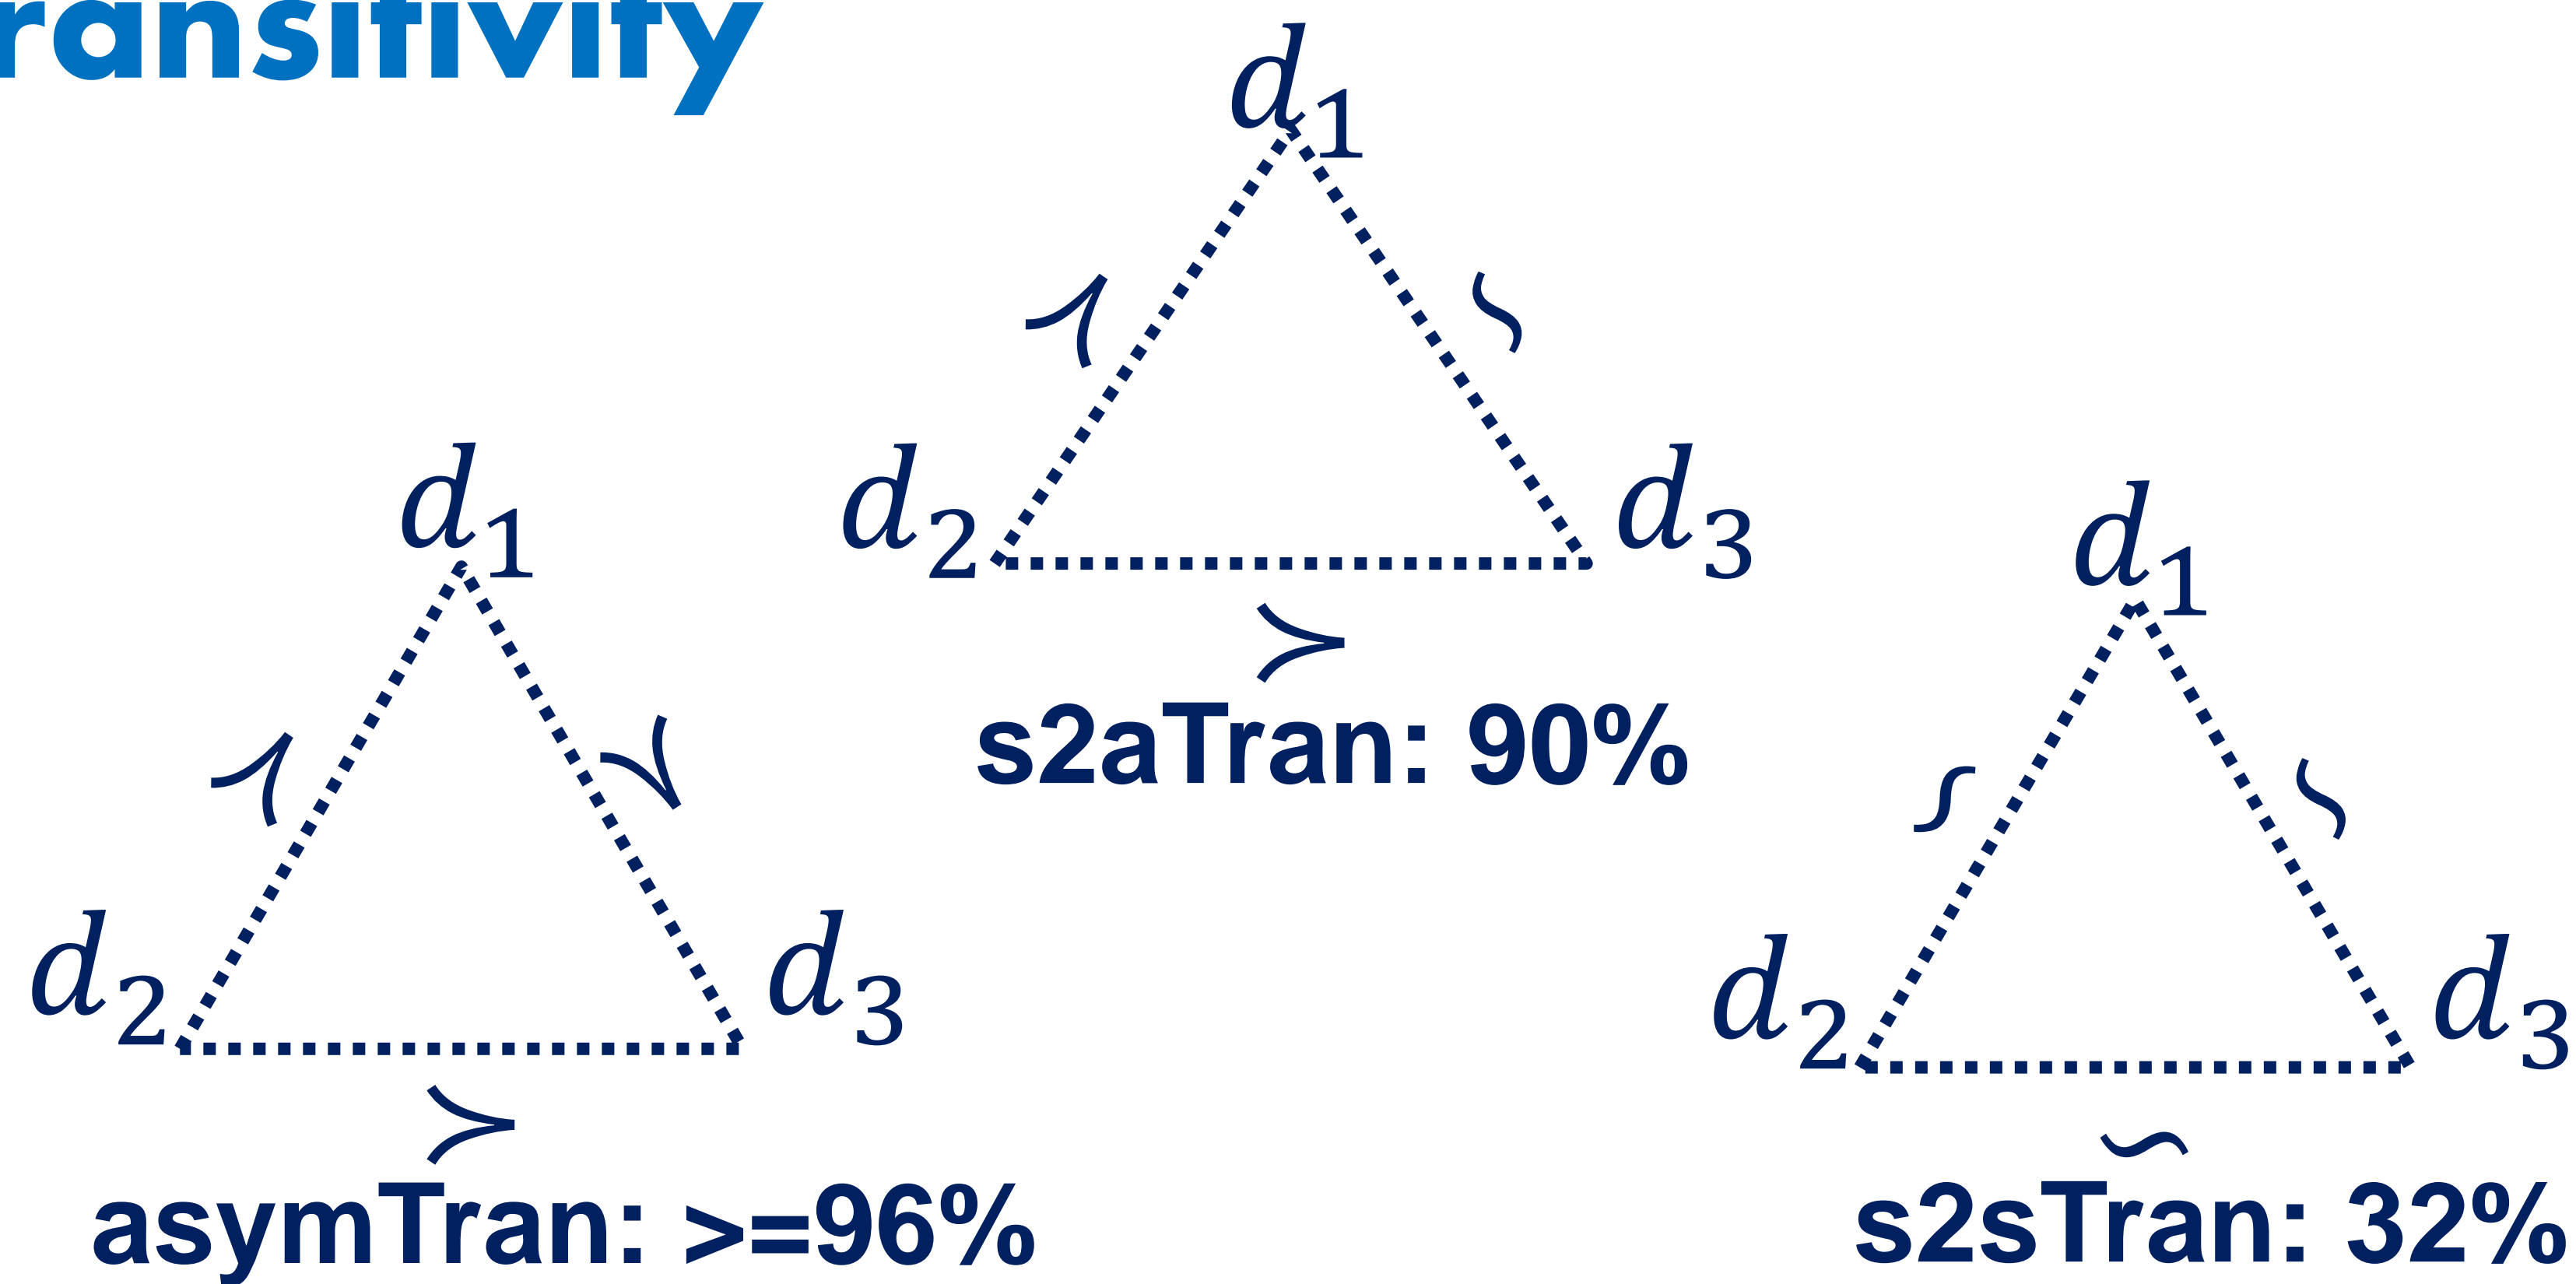 ransitivity
d₁
≻
∼
d₂
d₃
≻
s2aTran: 90%
d₁
≻
≻
d₂
d₃
≻
asymTran: >=96%
d₁
∼
∼
d₂
d₃
∼
s2sTran: 32%